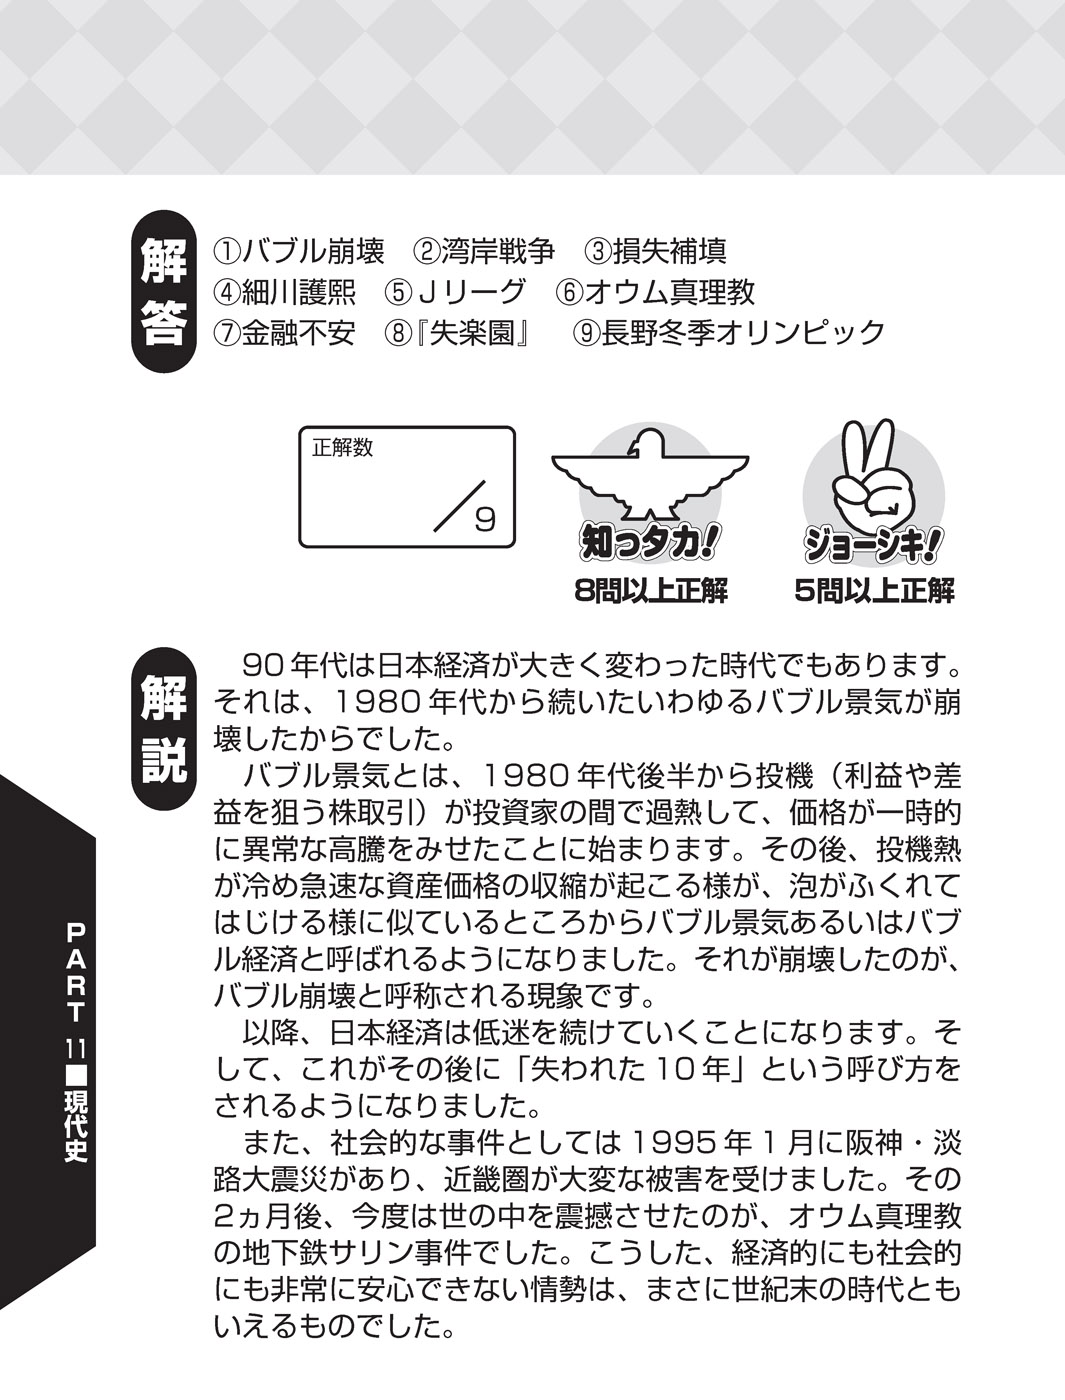 解答
①バブル崩壊　②湾岸戦争　③損失補填
④細川護熙　⑤Ｊリーグ　⑥オウム真理教
⑦金融不安　⑧『失楽園』　⑨長野冬季オリンピック
正解数
／9
知っタカ！
8問以上正解
ジョーシキ！
5問以上正解
解説
　90年代は日本経済が大きく変わった時代でもあります。
それは、1980年代から続いたいわゆるバブル景気が崩
壊したからでした。
　バブル景気とは、1980年代後半から投機（利益や差
益を狙う株取引）が投資家の間で過熱して、価格が一時的
に異常な高騰をみせたことに始まります。その後、投機熱
が冷め急速な資産価格の収縮が起こる様が、泡がふくれて
はじける様に似ているところからバブル景気あるいはバブ
ル経済と呼ばれるようになりました。それが崩壊したのが、
バブル崩壊と呼称される現象です。
　以降、日本経済は低迷を続けていくことになります。そ
して、これがその後に「失われた10年」という呼び方を
されるようになりました。
　また、社会的な事件としては1995年1月に阪神・淡
路大震災があり、近畿圏が大変な被害を受けました。その
2ヵ月後、今度は世の中を震撼させたのが、オウム真理教
の地下鉄サリン事件でした。こうした、経済的にも社会的
にも非常に安心できない情勢は、まさに世紀末の時代とも
いえるものでした。
PART 11■現代史